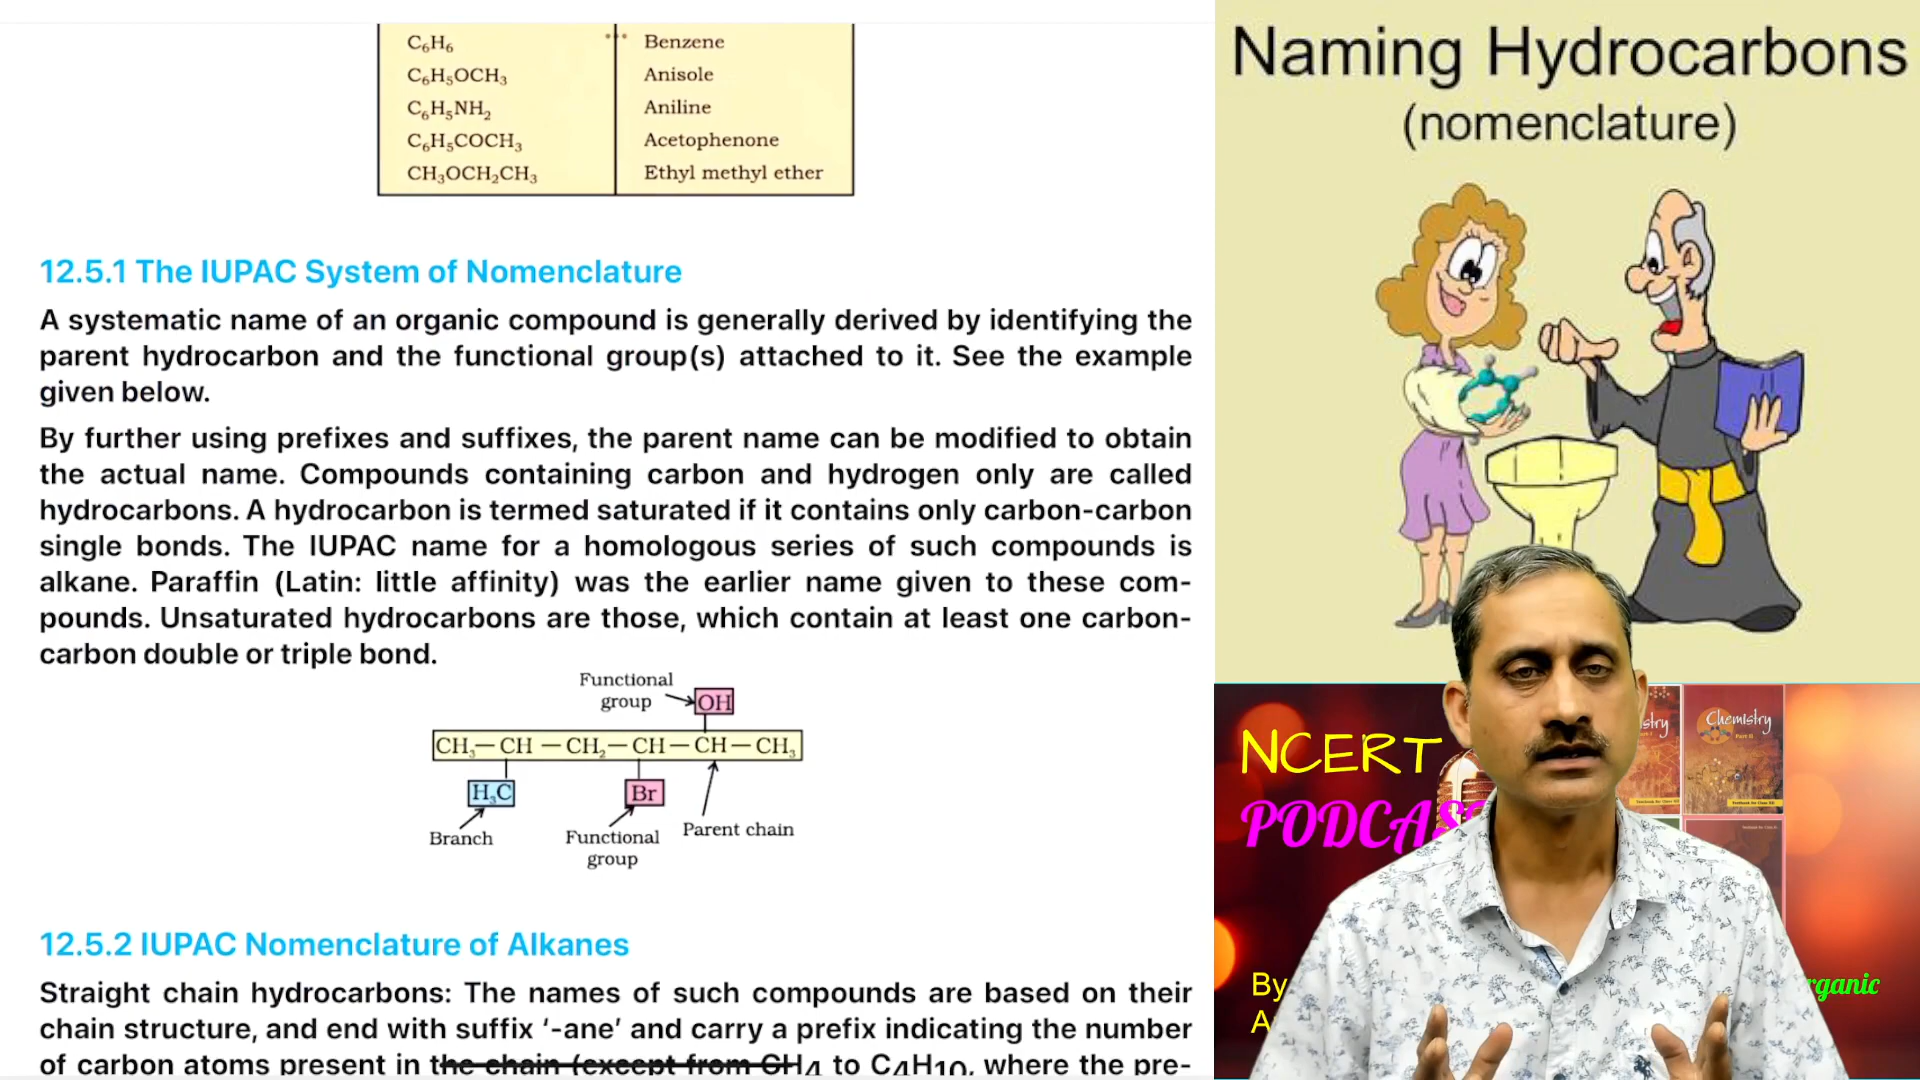 C₆H₆ Benzene
C₆H₅OCH₃ Anisole
C₆H₅NH₂ Aniline
C₆H₅COCH₃ Acetophenone
CH₃OCH₂CH₃ Ethyl methyl ether
12.5.1 The IUPAC System of Nomenclature
A systematic name of an organic compound is generally derived by identifying the
parent hydrocarbon and the functional group(s) attached to it. See the example
given below.
By further using prefixes and suffixes, the parent name can be modified to obtain
the actual name. Compounds containing carbon and hydrogen only are called
hydrocarbons. A hydrocarbon is termed saturated if it contains only carbon-carbon
single bonds. The IUPAC name for a homologous series of such compounds is
alkane. Paraffin (Latin: little affinity) was the earlier name given to these com-
pounds. Unsaturated hydrocarbons are those, which contain at least one carbon-
carbon double or triple bond.
Functional
group
OH
CH₃— CH — CH₂— CH — CH — CH₃
H₃C
Br
Branch
Functional
group
Parent chain
12.5.2 IUPAC Nomenclature of Alkanes
Straight chain hydrocarbons: The names of such compounds are based on their
chain structure, and end with suffix ‘-ane’ and carry a prefix indicating the number
of carbon atoms present in the chain (except from CH4 to C4H10, where the pre-
Naming Hydrocarbons
(nomenclature)
Chemistry
Part II
NCERT
PODCAS
By